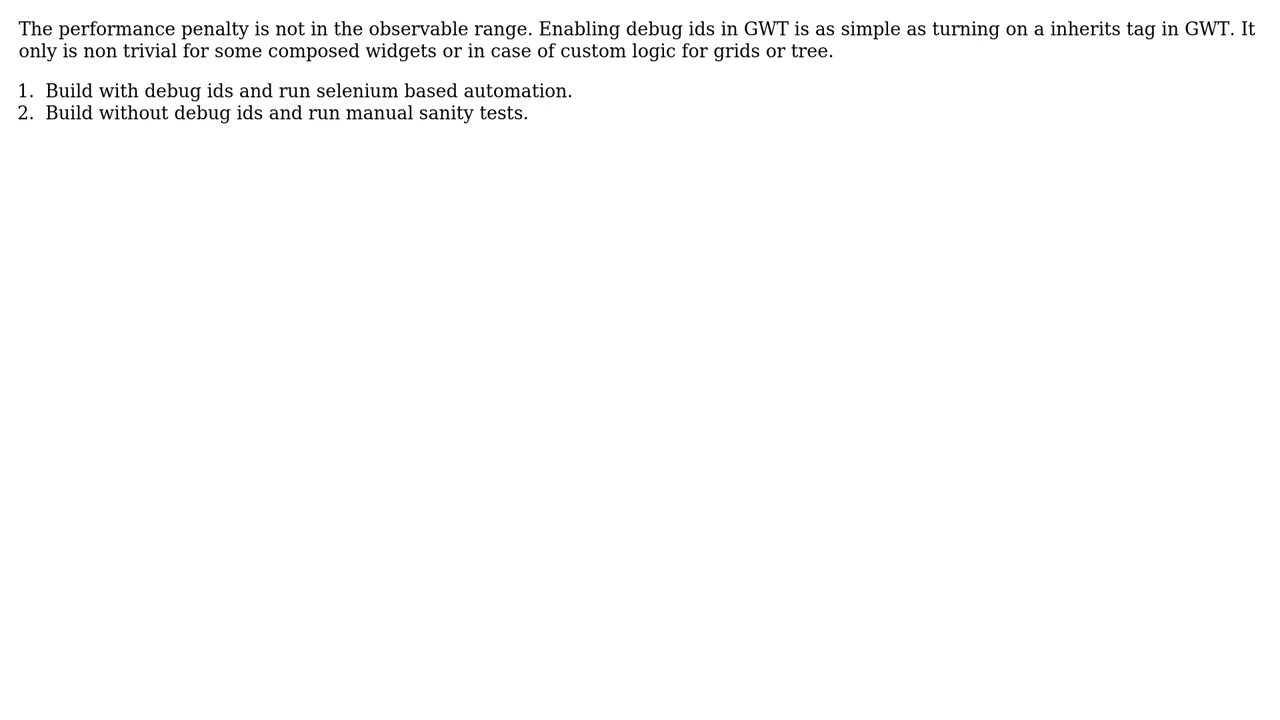 The performance penalty is not in the observable range. Enabling debug ids in GWT is as simple as turning on a inherits tag in GWT. It
only is non trivial for some composed widgets or in case of custom logic for grids or tree.
1. Build with debug ids and run selenium based automation.
2. Build without debug ids and run manual sanity tests.